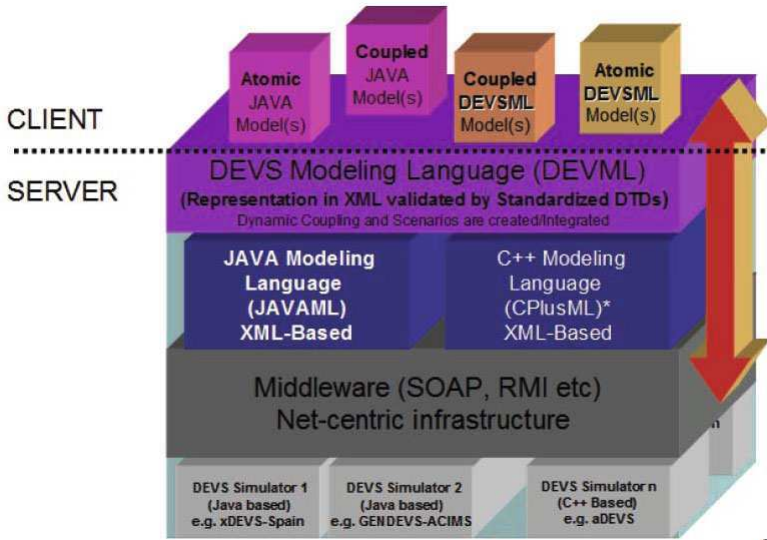 Atomic
JAVA
Model(s)
Coupled
JAVA
Model(s)
Coupled
DEVSML
Model(s)
Atomic
DEVSML
Model(s)
CLIENT
SERVER
DEVS Modeling Language (DEVML)
(Representation in XML validated by Standardized DTDs)
Dynamic Coupling and Scenarios are created/Integrated
JAVA Modeling
Language
(JAVAML)
XML-Based
C++ Modeling
Language
(CPlusML)*
XML-Based
Middleware (SOAP, RMI etc)
Net-centric infrastructure
DEVS Simulator 1
(Java based)
e.g. xDEVS-Spain
DEVS Simulator 2
(Java based)
e.g. GENDEVS-ACIMS
DEVS Simulator n
(C++ Based)
e.g. aDEVS